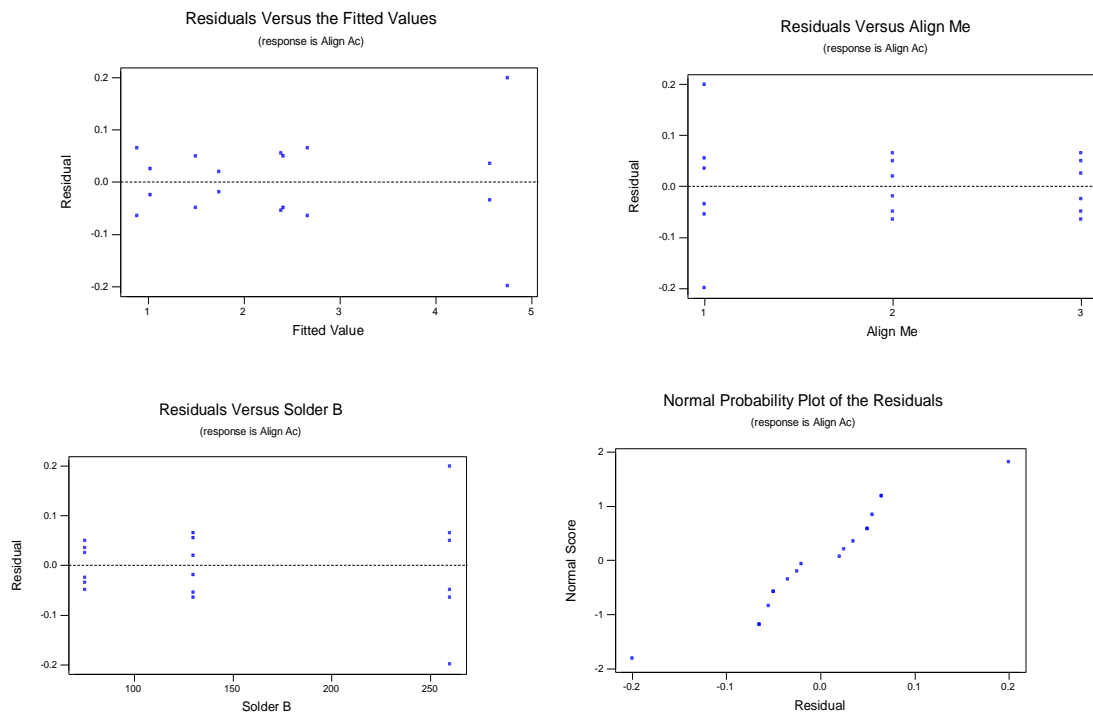 Residuals Versus the Fitted Values
(response is Align Ac)
0.2
0.1
0.0
-0.1
-0.2
Residual
1
2
3
4
5
Fitted Value
Residuals Versus Align Me
(response is Align Ac)
0.2
0.1
0.0
-0.1
-0.2
Residual
1
2
3
Align Me
Residuals Versus Solder B
(response is Align Ac)
0.2
0.1
0.0
-0.1
-0.2
Residual
100
150
200
250
Solder B
Normal Probability Plot of the Residuals
(response is Align Ac)
2
1
0
-1
-2
Normal Score
-0.2
-0.1
0.0
0.1
0.2
Residual